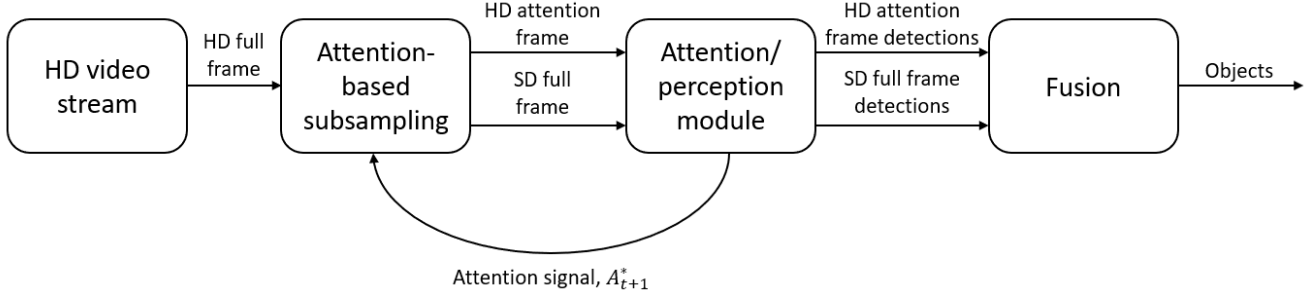 HD video
stream
HD full
frame
Attention-
based
subsampling
HD attention
frame
SD full
frame
Attention/
perception
module
HD attention
frame detections
SD full frame
detections
Fusion
Objects
Attention signal, $A^*_{t+1}$